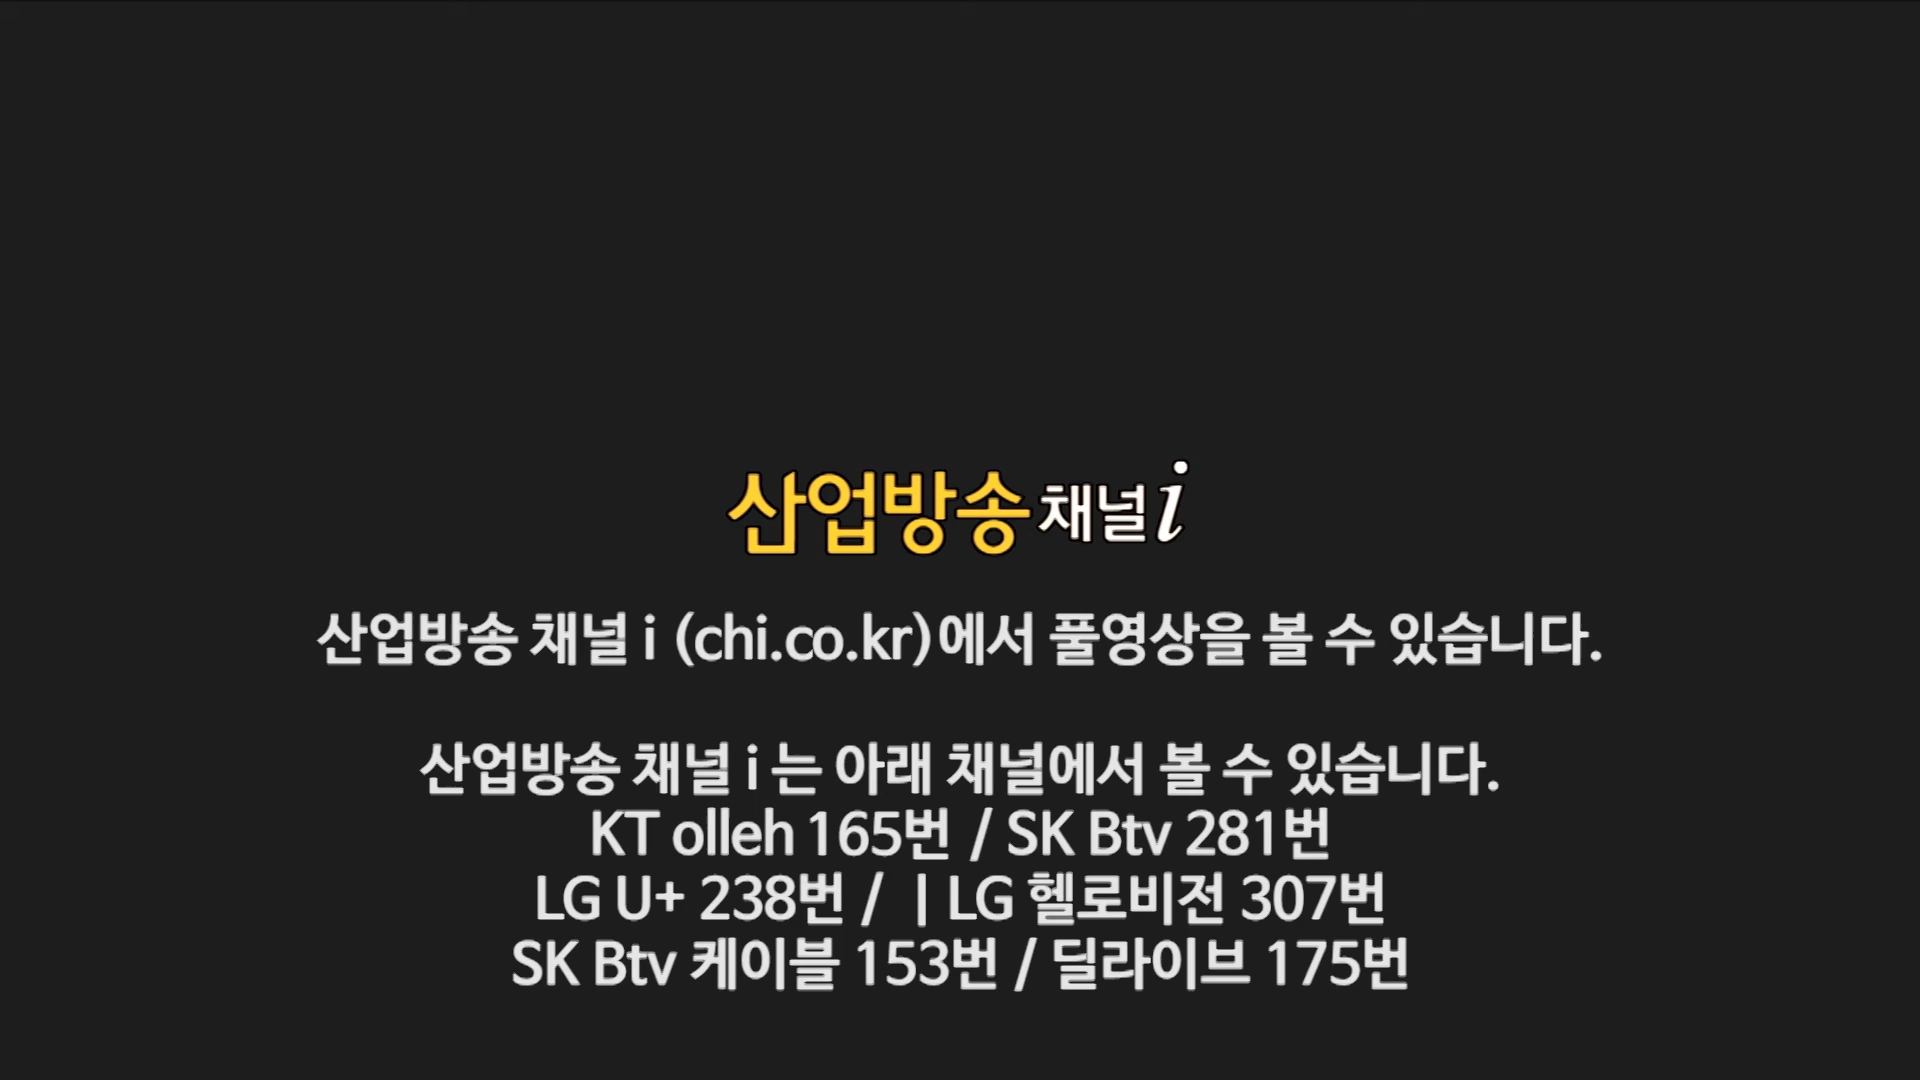 산업방송 채널 i
산업방송 채널 i (chi.co.kr)에서 풀영상을 볼 수 있습니다.
산업방송 채널 i 는 아래 채널에서 볼 수 있습니다.
KT olleh 165번 / SK Btv 281번
LG U+ 238번 / | LG 헬로비전 307번
SK Btv 케이블 153번 / 딜라이브 175번